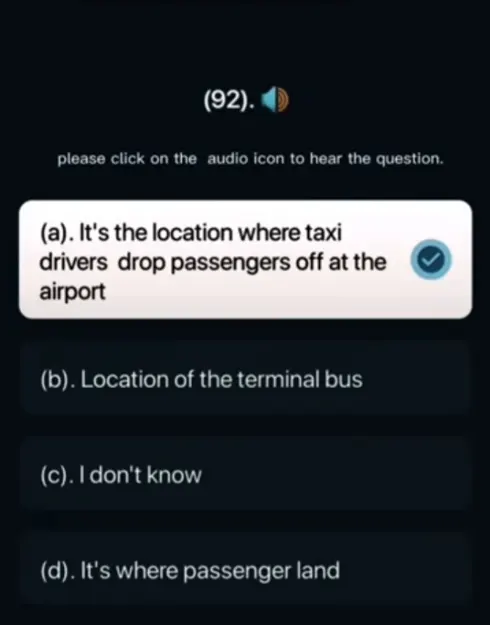 (92).
please click on the audio icon to hear the question.
(a). It's the location where taxi
drivers drop passengers off at the
airport
(b). Location of the terminal bus
(c). I don't know
(d). It's where passenger land